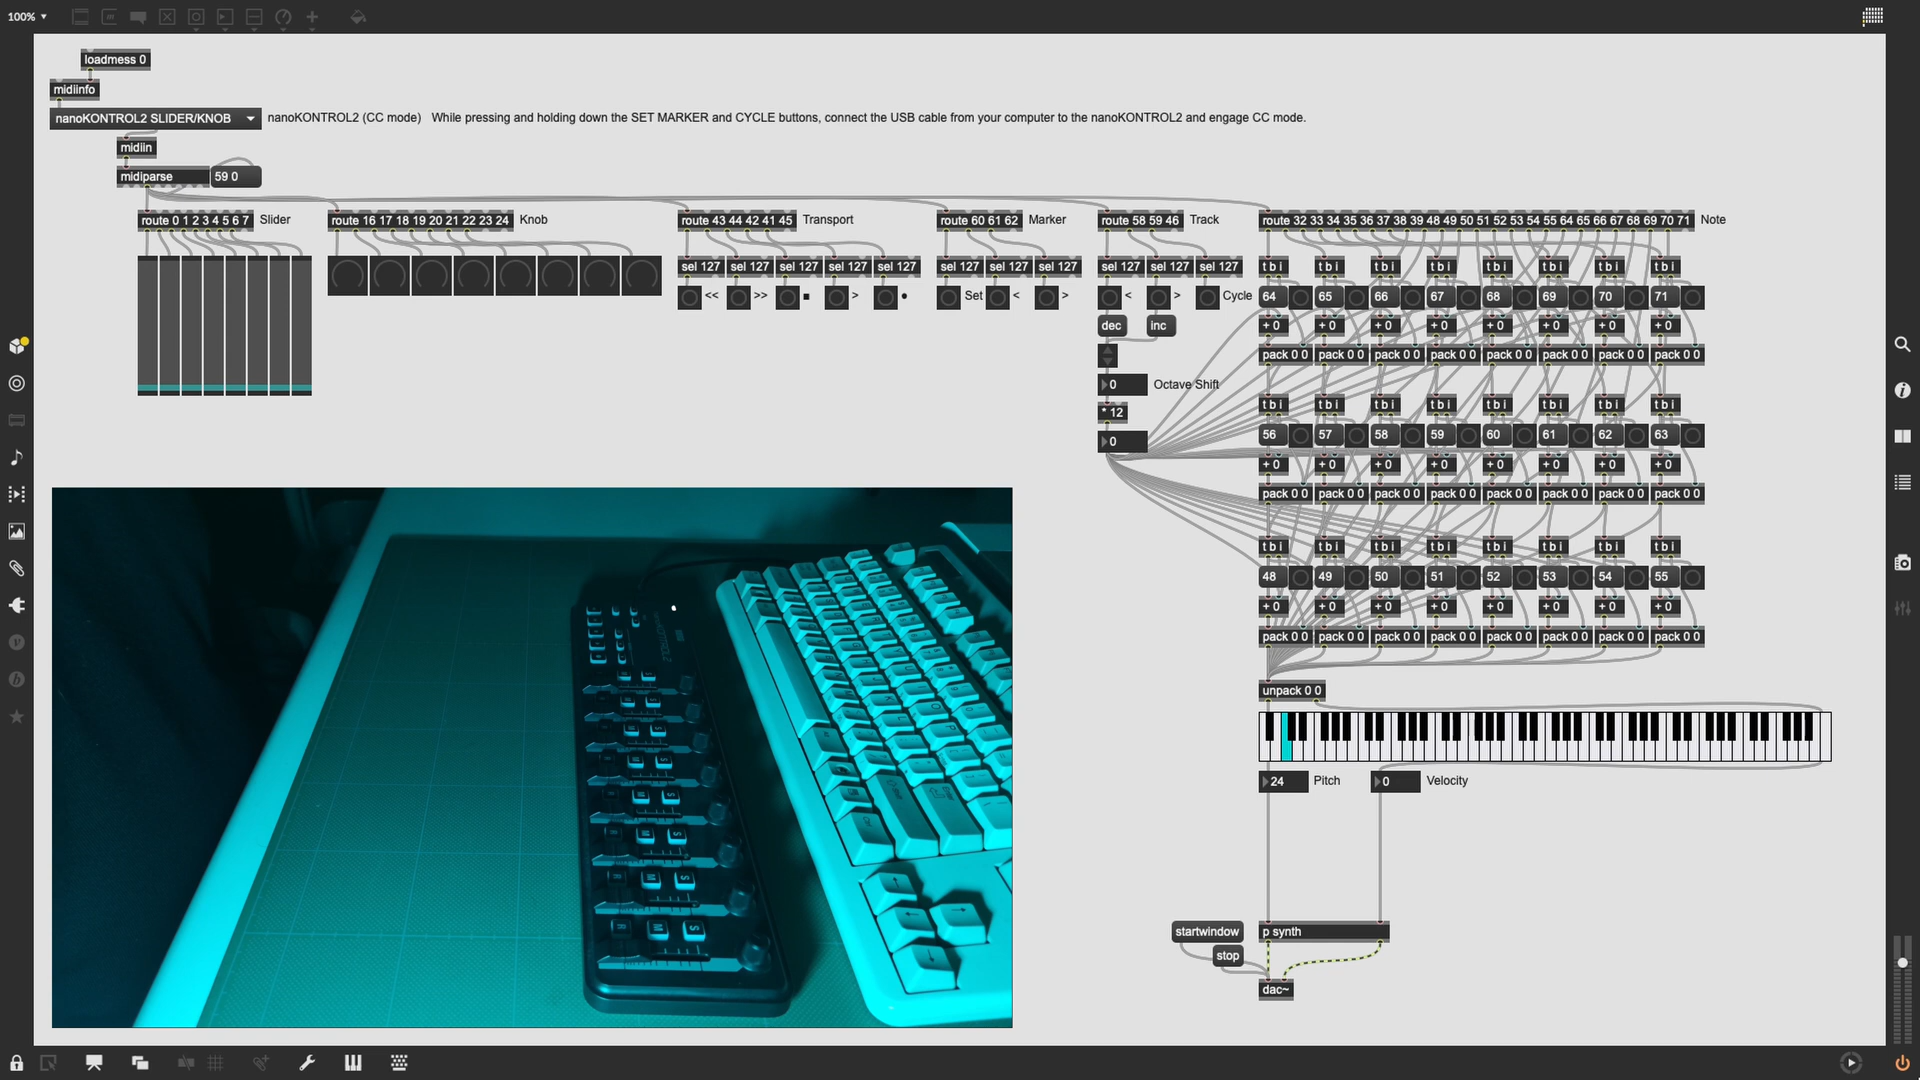 100%
loadmess 0
midiinfo
nanoKONTROL2 SLIDER/KNOB
nanoKONTROL2 (CC mode) While pressing and holding down the SET MARKER and CYCLE buttons, connect the USB cable from your computer to the nanoKONTROL2 and engage CC mode.
midiin
midiparse
59 0
route 0 1 2 3 4 5 6 7
Slider
route 16 17 18 19 20 21 22 23 24
Knob
route 43 44 42 41 45
Transport
route 60 61 62
Marker
route 58 59 46
Track
route 32 33 34 35 36 37 38 39 48 49 50 51 52 53 54 55 64 65 66 67 68 69 70 71
Note
sel 127 sel 127 sel 127 sel 127 sel 127
<< >> ■ > ●
sel 127 sel 127 sel 127
Set < >
sel 127 sel 127 sel 127
< > Cycle
dec inc
0 Octave Shift
* 12
0
t b i t b i t b i t b i t b i t b i t b i t b i
64 65 66 67 68 69 70 71
+ 0 + 0 + 0 + 0 + 0 + 0 + 0 + 0
pack 0 0 pack 0 0 pack 0 0 pack 0 0 pack 0 0 pack 0 0 pack 0 0 pack 0 0
t b i t b i t b i t b i t b i t b i t b i t b i
56 57 58 59 60 61 62 63
+ 0 + 0 + 0 + 0 + 0 + 0 + 0 + 0
pack 0 0 pack 0 0 pack 0 0 pack 0 0 pack 0 0 pack 0 0 pack 0 0 pack 0 0
t b i t b i t b i t b i t b i t b i t b i t b i
48 49 50 51 52 53 54 55
+ 0 + 0 + 0 + 0 + 0 + 0 + 0 + 0
pack 0 0 pack 0 0 pack 0 0 pack 0 0 pack 0 0 pack 0 0 pack 0 0 pack 0 0
unpack 0 0
24 Pitch
0 Velocity
startwindow
stop
p synth
dac~